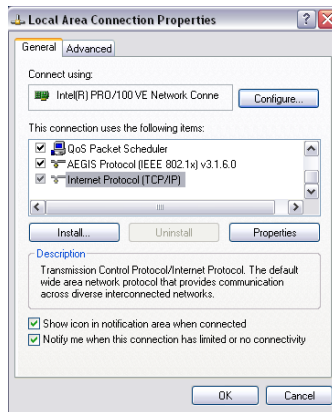 Local Area Connection Properties
General
Advanced
Connect using:
Intel(R) PRO/100 VE Network Conne
Configure...
This connection uses the following items:
QoS Packet Scheduler
AEGIS Protocol (IEEE 802.1x) v3.1.6.0
Internet Protocol (TCP/IP)
Install...
Uninstall
Properties
Description
Transmission Control Protocol/Internet Protocol. The default
wide area network protocol that provides communication
across diverse interconnected networks.
Show icon in notification area when connected
Notify me when this connection has limited or no connectivity
OK
Cancel